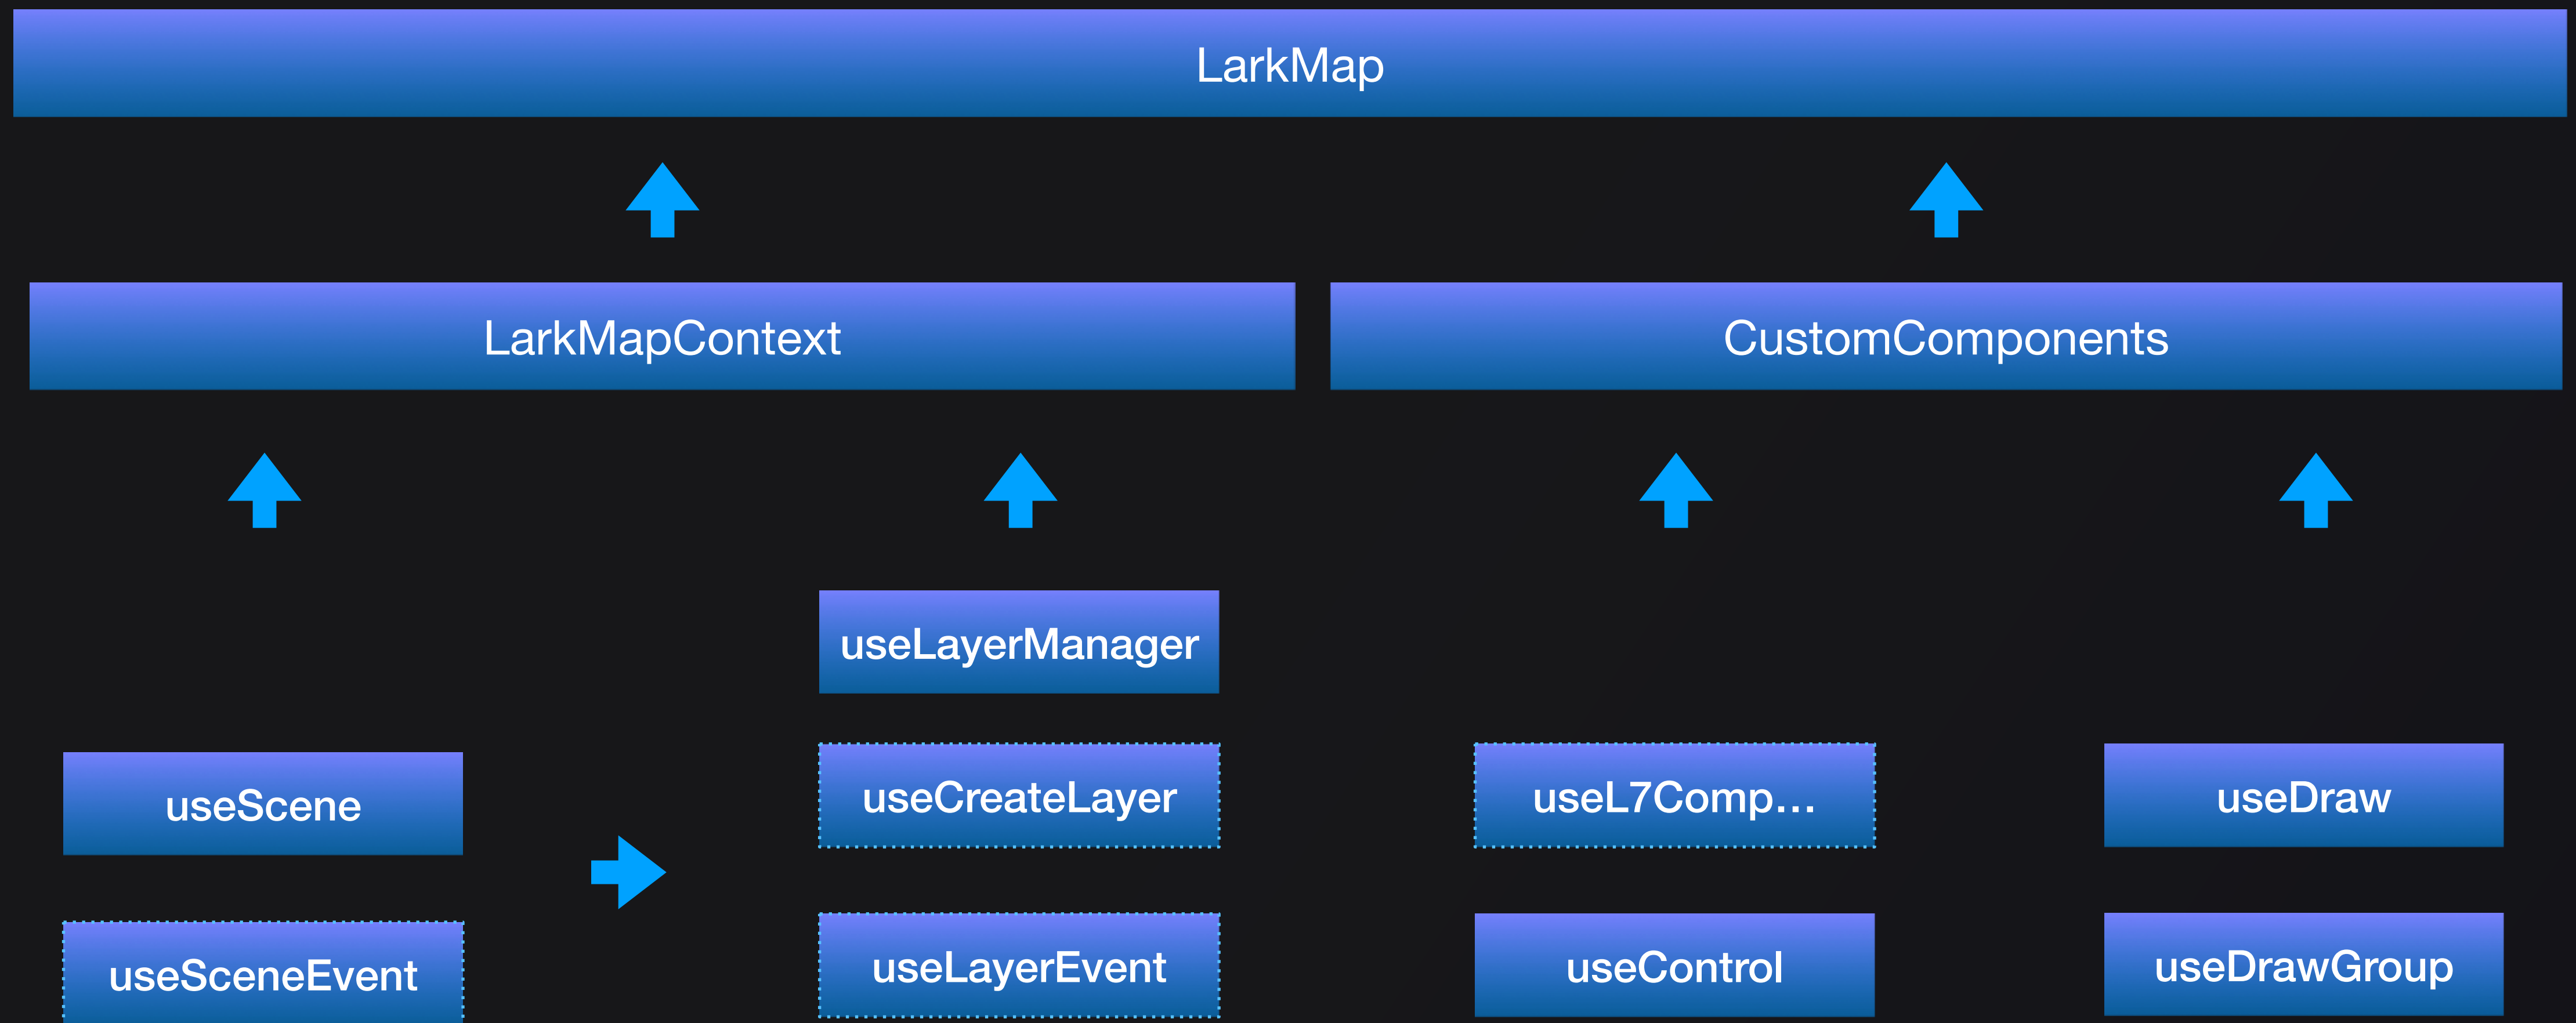 LarkMap
LarkMapContext
CustomComponents
useLayerManager
useScene
useCreateLayer
useL7Comp...
useDraw
useSceneEvent
useLayerEvent
useControl
useDrawGroup